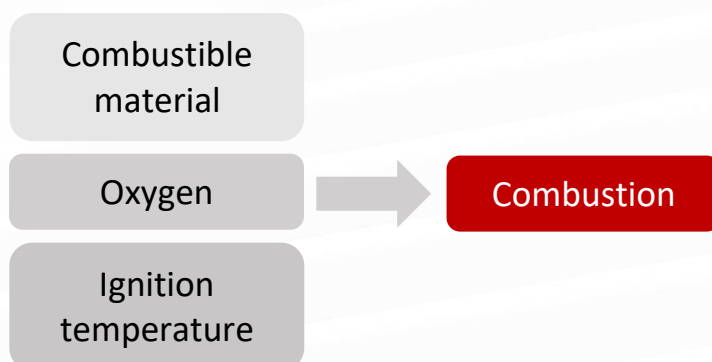 Combustible
material
Oxygen
Combustion
Ignition
temperature